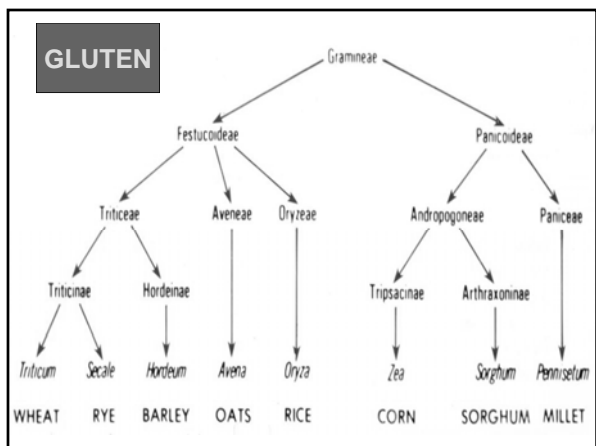 GLUTEN
Gramineae
Festucoideae Panicoideae
Triticeae Aveneae Oryzeae Andropogoneae Paniceae
Triticinae Hordeinae Tripsacinae Arthraxoninae
Triticum Secale Hordeum Avena Oryza Zea Sorghum Pennisetum
WHEAT RYE BARLEY OATS RICE CORN SORGHUM MILLET